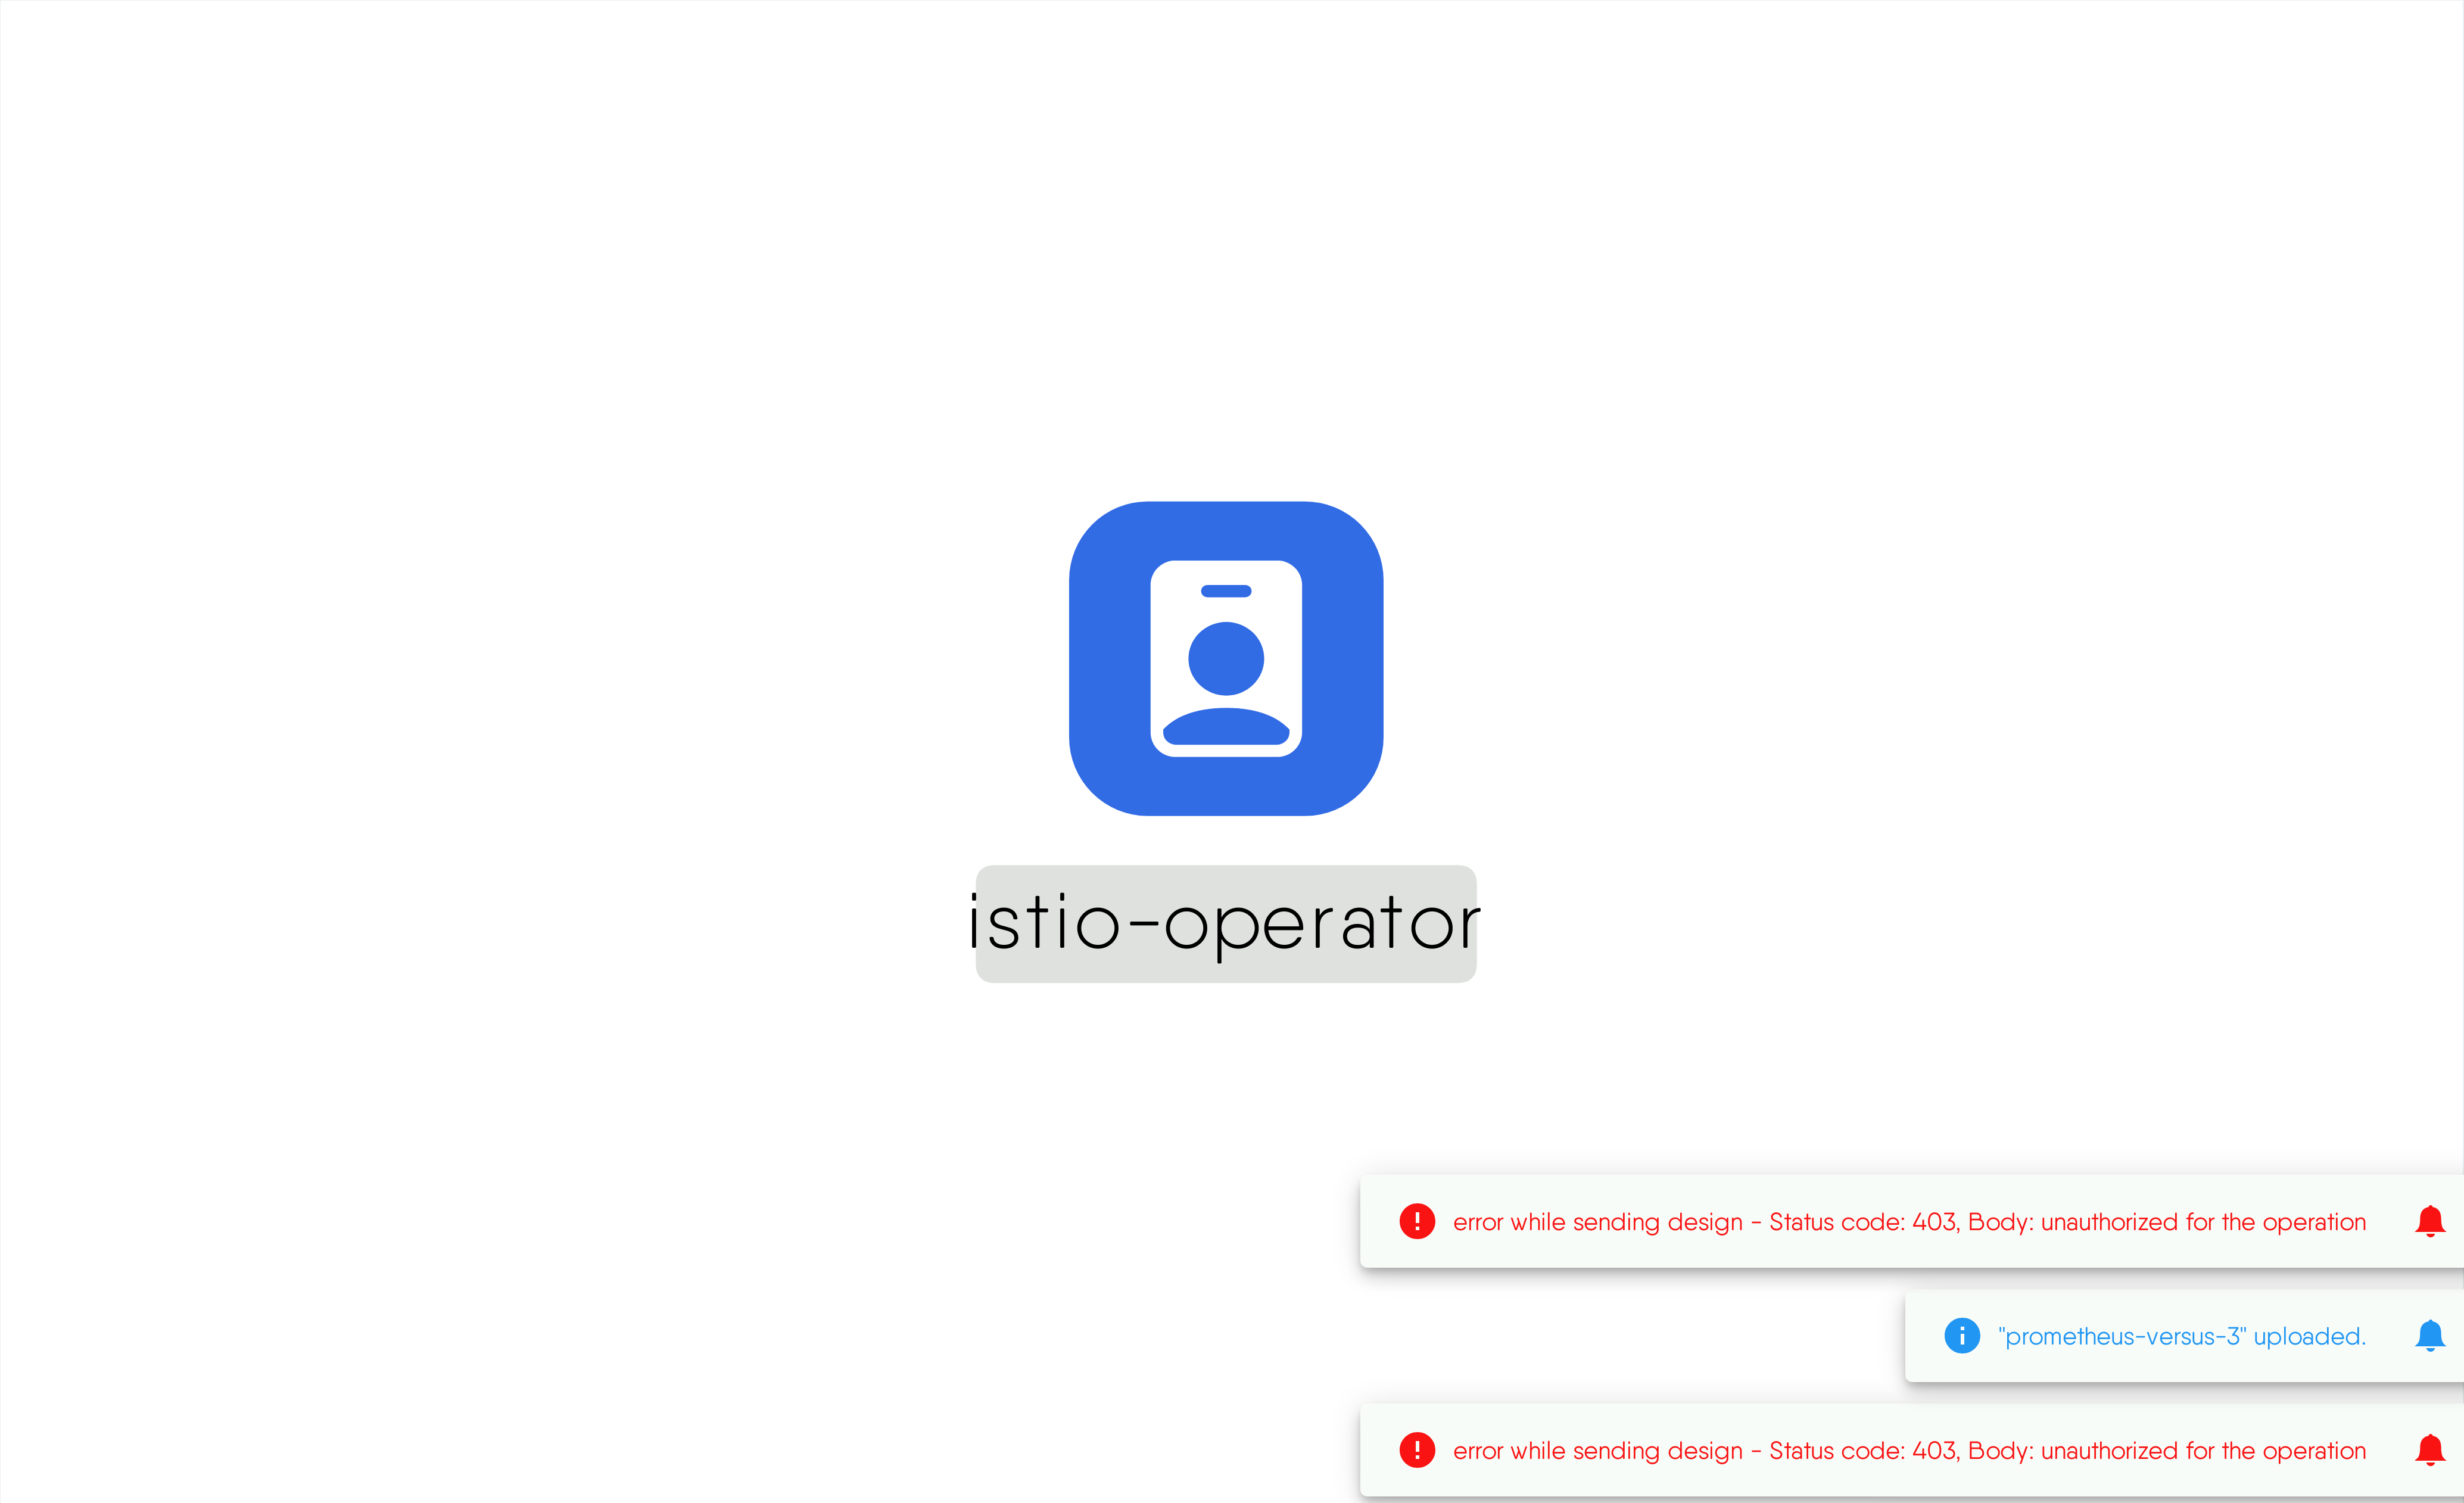 istio-operator
error while sending design - Status code: 403, Body: unauthorized for the operation
"prometheus-versus-3" uploaded.
error while sending design - Status code: 403, Body: unauthorized for the operation